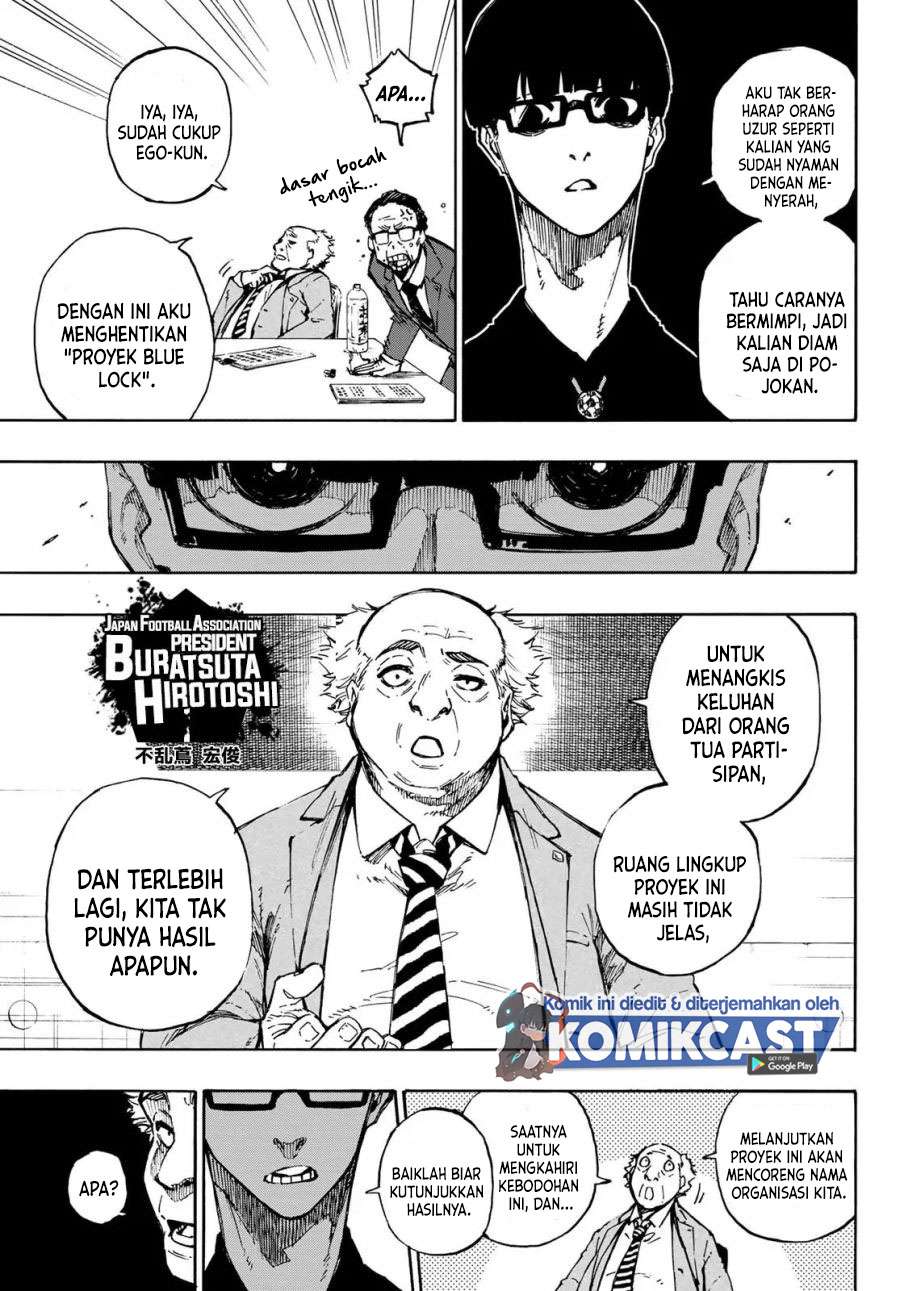 AKU TAK BER-
HARAP ORANG
UZUR SEPERTI
KALIAN YANG
SUDAH NYAMAN
DENGAN ME-
NYERAH,
TAHU CARANYA
BERMIMPI, JADI
KALIAN DIAM
SAJA DI PO-
JOKAN.
APA...
dasar bocah
tengik...
IYA, IYA,
SUDAH CUKUP
EGO-KUN.
DENGAN INI AKU
MENGHENTIKAN
"PROYEK BLUE
LOCK".
JAPAN FOOTBALL ASSOCIATION
PRESIDENT
BURATSUTA
HIROTOSHI
不乱蔦 宏俊
UNTUK
MENANGKIS
KELUHAN
DARI ORANG
TUA PARTI-
SIPAN,
RUANG LINGKUP
PROYEK INI
MASIH TIDAK
JELAS,
DAN TERLEBIH
LAGI, KITA TAK
PUNYA HASIL
APAPUN.
Komik ini diedit & diterjemahkan oleh
KOMIKCAST
GET IT ON
Google Play
MELANJUTKAN
PROYEK INI AKAN
MENCORENG NAMA
ORGANISASI KITA.
SAATNYA
UNTUK
MENGKAHIRI
KEBODOHAN
INI, DAN...
BAIKLAH BIAR
KUTUNJUKKAN
HASILNYA.
APA?